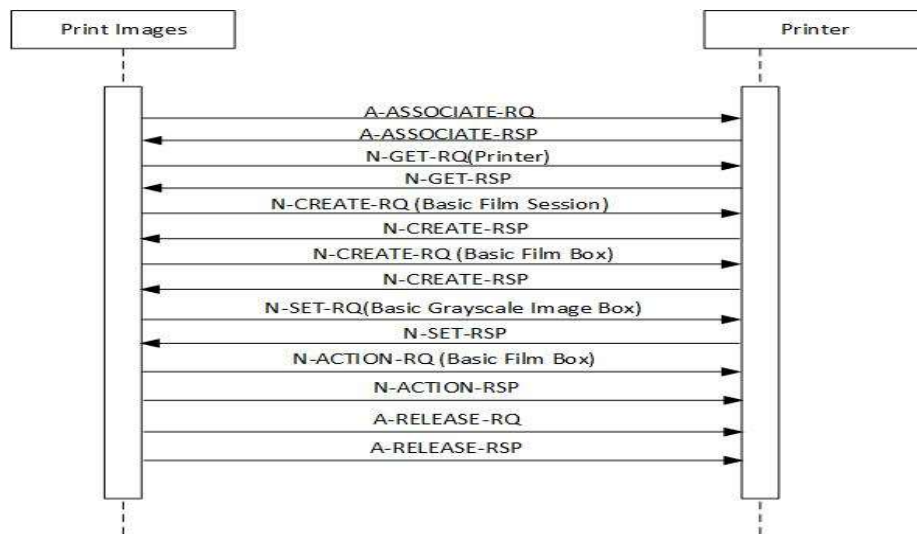 Print Images
Printer
A-ASSOCIATE-RQ
A-ASSOCIATE-RSP
N-GET-RQ(Printer)
N-GET-RSP
N-CREATE-RQ (Basic Film Session)
N-CREATE-RSP
N-CREATE-RQ (Basic Film Box)
N-CREATE-RSP
N-SET-RQ(Basic Grayscale Image Box)
N-SET-RSP
N-ACTION-RQ (Basic Film Box)
N-ACTION-RSP
A-RELEASE-RQ
A-RELEASE-RSP